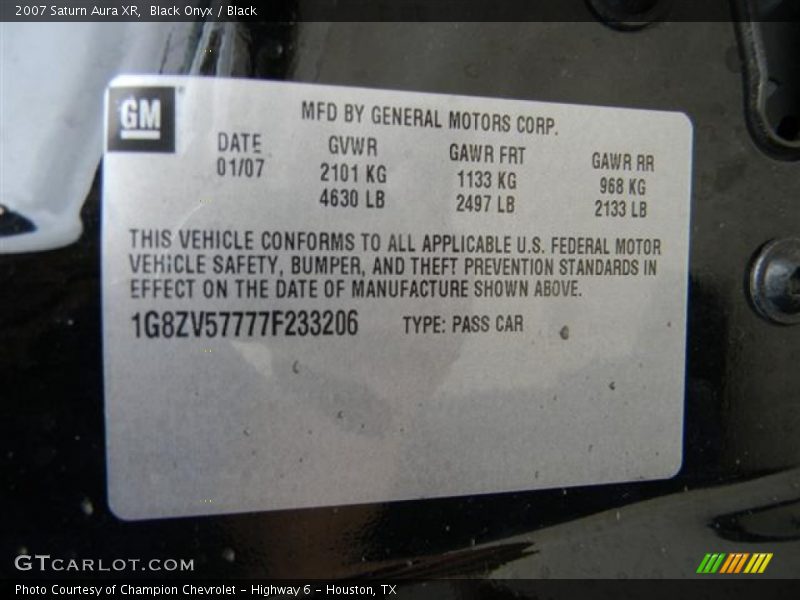 2007 Saturn Aura XR, Black Onyx / Black
GM
MFD BY GENERAL MOTORS CORP.
DATE GVWR GAWR FRT GAWR RR
01/07 2101 KG 1133 KG 968 KG
4630 LB 2497 LB 2133 LB
THIS VEHICLE CONFORMS TO ALL APPLICABLE U.S. FEDERAL MOTOR
VEHICLE SAFETY, BUMPER, AND THEFT PREVENTION STANDARDS IN
EFFECT ON THE DATE OF MANUFACTURE SHOWN ABOVE.
1G8ZV57777F233206 TYPE: PASS CAR
GTCARLOT.COM
Photo Courtesy of Champion Chevrolet - Highway 6 - Houston, TX